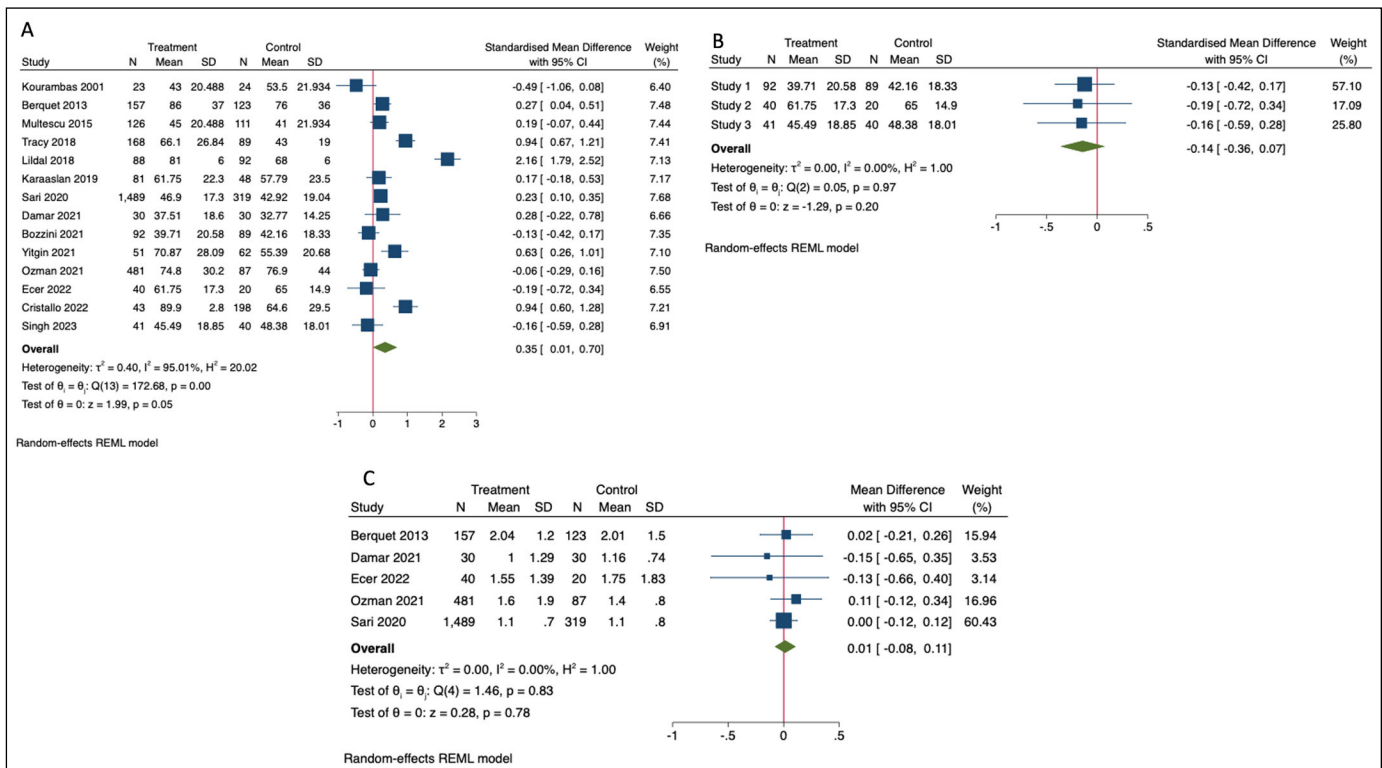 A
Treatment Control Standardised Mean Difference Weight
Study N Mean SD N Mean SD with 95% CI (%)
Kourambas 2001 23 43 20.488 24 53.5 21.934 -0.49 [ -1.06, 0.08] 6.40
Berquet 2013 157 86 37 123 76 36 0.27 [ 0.04, 0.51] 7.48
Multescu 2015 126 45 20.488 111 41 21.934 0.19 [ -0.07, 0.44] 7.44
Tracy 2018 168 66.1 26.84 89 43 19 0.94 [ 0.67, 1.21] 7.41
Lildal 2018 88 81 6 92 68 6 2.16 [ 1.79, 2.52] 7.13
Karaaslan 2019 81 61.75 22.3 48 57.79 23.5 0.17 [ -0.18, 0.53] 7.17
Sari 2020 1,489 46.9 17.3 319 42.92 19.04 0.23 [ 0.10, 0.35] 7.68
Damar 2021 30 37.51 18.6 30 32.77 14.25 0.28 [ -0.22, 0.78] 6.66
Bozzini 2021 92 39.71 20.58 89 42.16 18.33 -0.13 [ -0.42, 0.17] 7.35
Yitgin 2021 51 70.87 28.09 62 55.39 20.68 0.63 [ 0.26, 1.01] 7.10
Ozman 2021 481 74.8 30.2 87 76.9 44 -0.06 [ -0.29, 0.16] 7.50
Ecer 2022 40 61.75 17.3 20 65 14.9 -0.19 [ -0.72, 0.34] 6.55
Cristallo 2022 43 89.9 2.8 198 64.6 29.5 0.94 [ 0.60, 1.28] 7.21
Singh 2023 41 45.49 18.85 40 48.38 18.01 -0.16 [ -0.59, 0.28] 6.91
Overall 0.35 [ 0.01, 0.70]
Heterogeneity: τ² = 0.40, I² = 95.01%, H² = 20.02
Test of θᵢ = θⱼ: Q(13) = 172.68, p = 0.00
Test of θ = 0: z = 1.99, p = 0.05
-1 0 1 2 3
Random-effects REML model
B
Treatment Control Standardised Mean Difference Weight
Study N Mean SD N Mean SD with 95% CI (%)
Study 1 92 39.71 20.58 89 42.16 18.33 -0.13 [ -0.42, 0.17] 57.10
Study 2 40 61.75 17.3 20 65 14.9 -0.19 [ -0.72, 0.34] 17.09
Study 3 41 45.49 18.85 40 48.38 18.01 -0.16 [ -0.59, 0.28] 25.80
Overall -0.14 [ -0.36, 0.07]
Heterogeneity: τ² = 0.00, I² = 0.00%, H² = 1.00
Test of θᵢ = θⱼ: Q(2) = 0.05, p = 0.97
Test of θ = 0: z = -1.29, p = 0.20
-1 -.5 0 .5
Random-effects REML model
C
Treatment Control Mean Difference Weight
Study N Mean SD N Mean SD with 95% CI (%)
Berquet 2013 157 2.04 1.2 123 2.01 1.5 0.02 [ -0.21, 0.26] 15.94
Damar 2021 30 1 1.29 30 1.16 .74 -0.15 [ -0.65, 0.35] 3.53
Ecer 2022 40 1.55 1.39 20 1.75 1.83 -0.13 [ -0.66, 0.40] 3.14
Ozman 2021 481 1.6 1.9 87 1.4 .8 0.11 [ -0.12, 0.34] 16.96
Sari 2020 1,489 1.1 .7 319 1.1 .8 0.00 [ -0.12, 0.12] 60.43
Overall 0.01 [ -0.08, 0.11]
Heterogeneity: τ² = 0.00, I² = 0.00%, H² = 1.00
Test of θᵢ = θⱼ: Q(4) = 1.46, p = 0.83
Test of θ = 0: z = 0.28, p = 0.78
-1 -.5 0 .5
Random-effects REML model